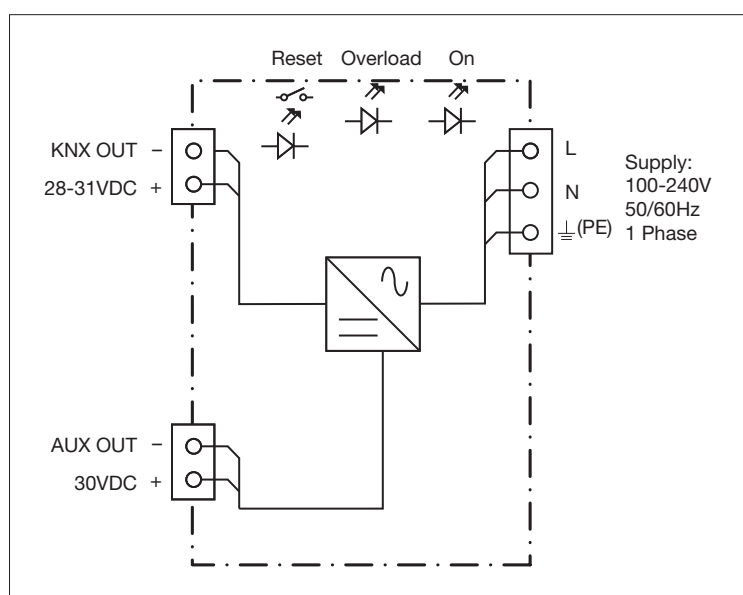 Reset Overload On
KNX OUT –
28-31VDC +
L
N
⏚(PE)
Supply:
100-240V
50/60Hz
1 Phase
AUX OUT –
30VDC +